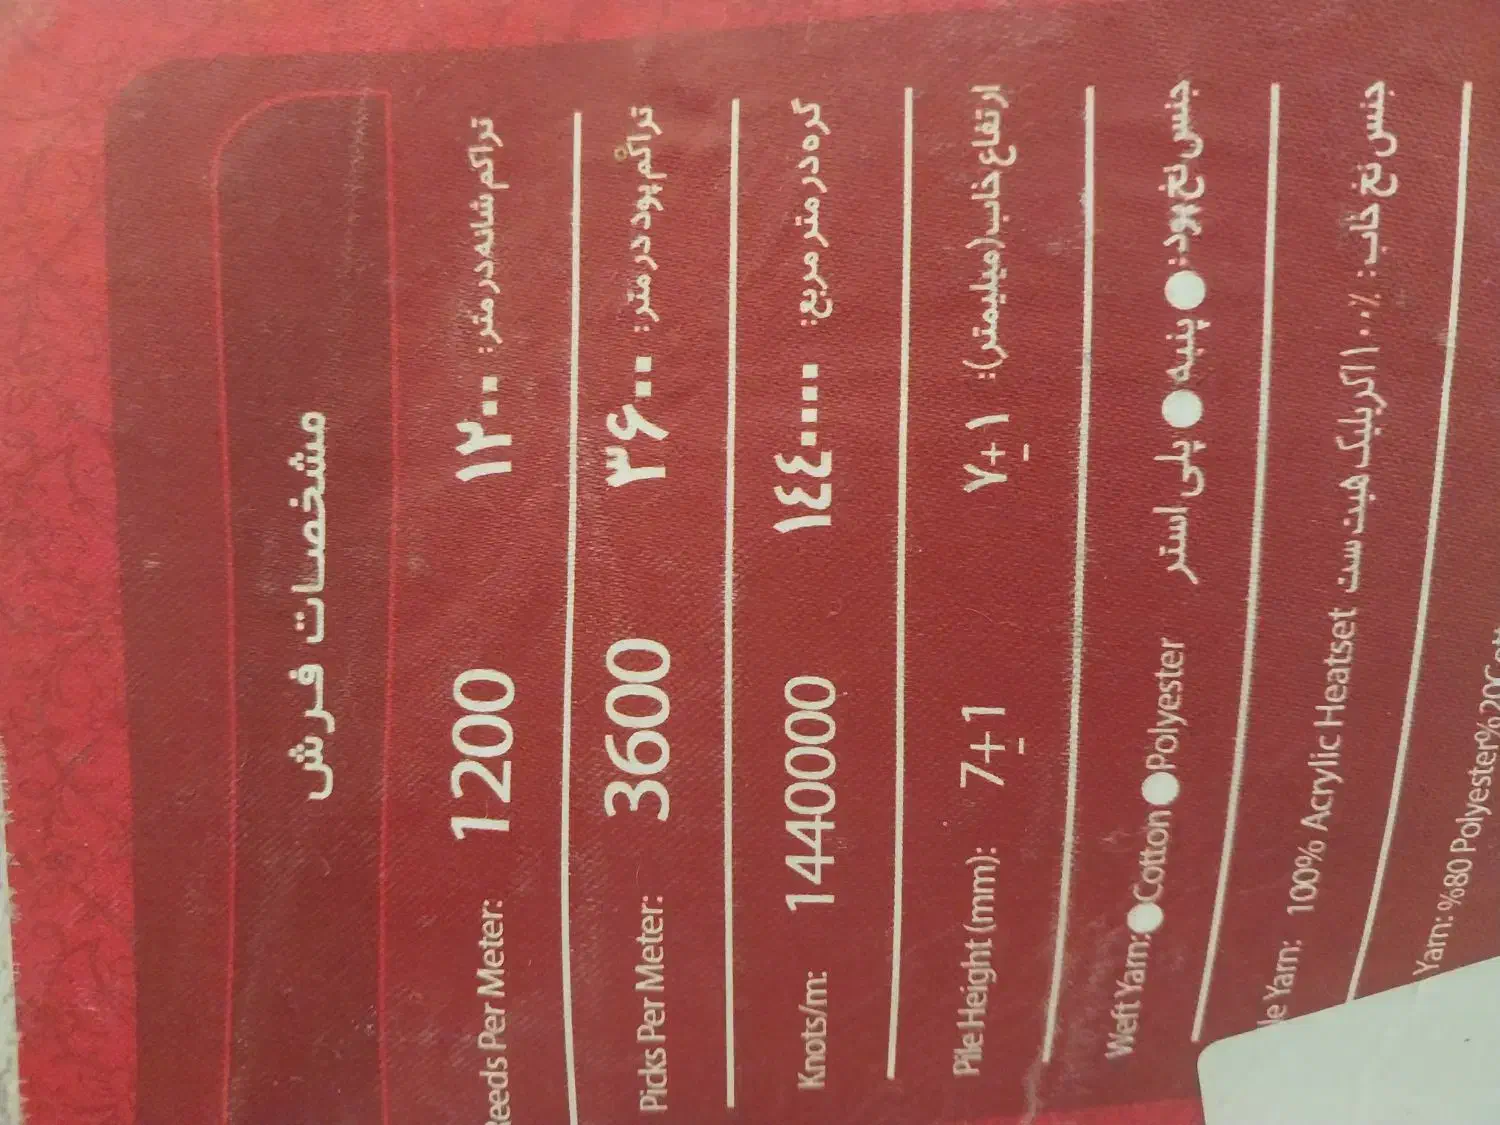 مشخصات فرش
Reeds Per Meter: 1200 ۱۲۰۰ تراکم شانه در متر:
Picks Per Meter: 3600 ۳۶۰۰ تراکم پود در متر:
Knots/m: 1440000 ١٤٤٠٠٠٠ گره در متر مربع:
Pile Height (mm): 7±1 ۷±۱ ارتفاع خاب (میلیمتر):
Weft Yarn: ●Cotton ●Polyester جنس نخ پود: ● پنبه ● پلی استر
Yarn: 100% Acrylic Heatset جنس نخ خاب: ۱۰۰٪ اکریلیک هیت ست
Yarn: %80 Polyester%20